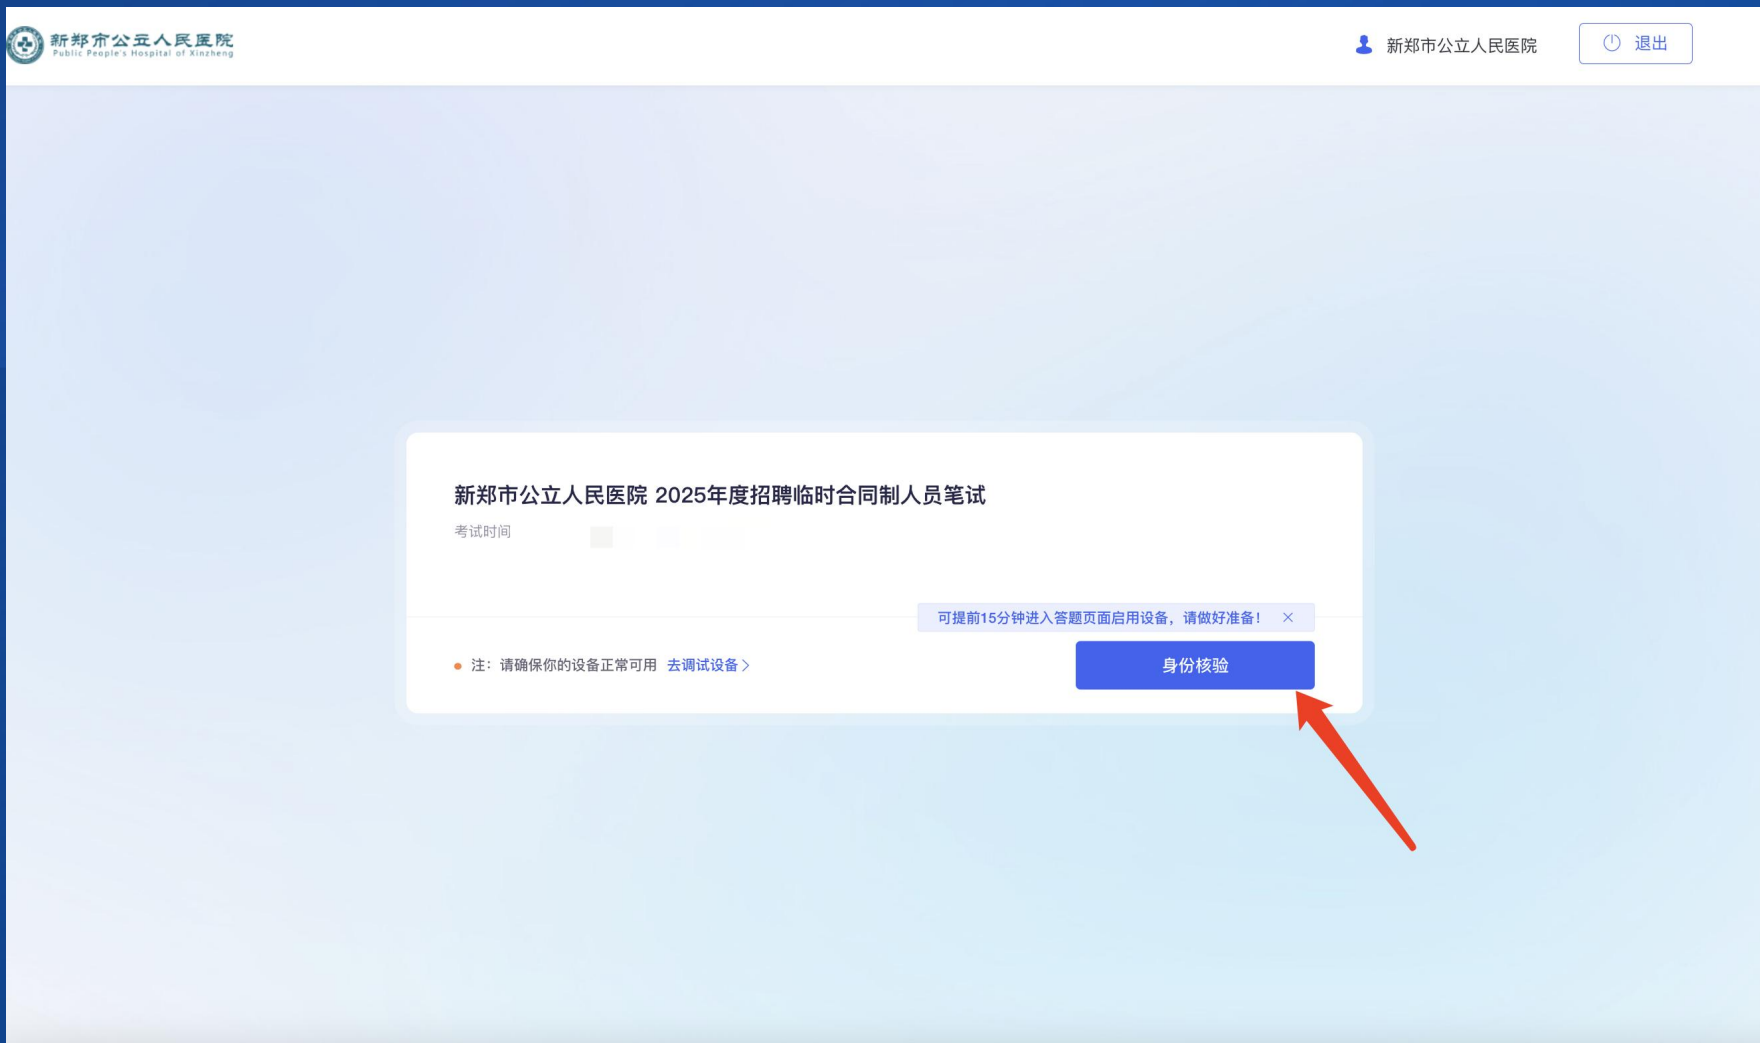 新郑市公立人民医院
Public People's Hospital of Xinzheng
新郑市公立人民医院
退出
新郑市公立人民医院 2025年度招聘临时合同制人员笔试
考试时间
可提前15分钟进入答题页面启用设备，请做好准备！
注：请确保你的设备正常可用 去调试设备
身份核验